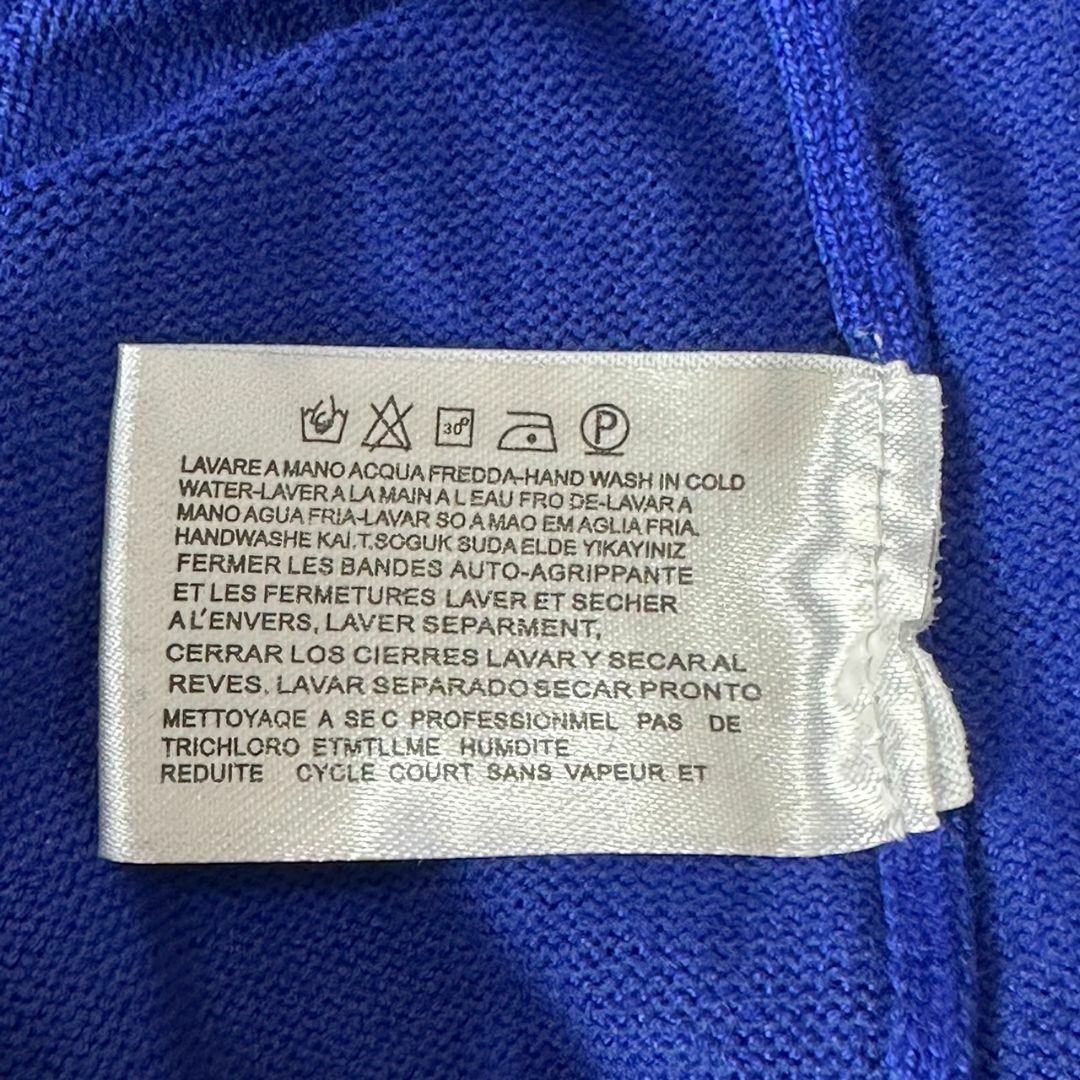 30°
P
LAVARE A MANO ACQUA FREDDA-HAND WASH IN COLD
WATER-LAVER A LA MAIN A L EAU FRO DE-LAVAR A
MANO AGUA FRIA-LAVAR SO A MAO EM AGLIA FRIA.
HANDWASHE KAI.T.SOGUK SUDA ELDE YIKAYINIZ
FERMER LES BANDES AUTO-AGRIPPANTE
ET LES FERMETURES LAVER ET SECHER
A L'ENVERS, LAVER SEPARMENT,
CERRAR LOS CIERRES LAVAR Y SECAR AL
REVES. LAVAR SEPARADO SECAR PRONTO
METTOYAQE A SE C PROFESSIONMEL PAS DE
TRICHLORO ETMTLLME HUMDITE
REDUITE CYCLE COURT SANS VAPEUR ET